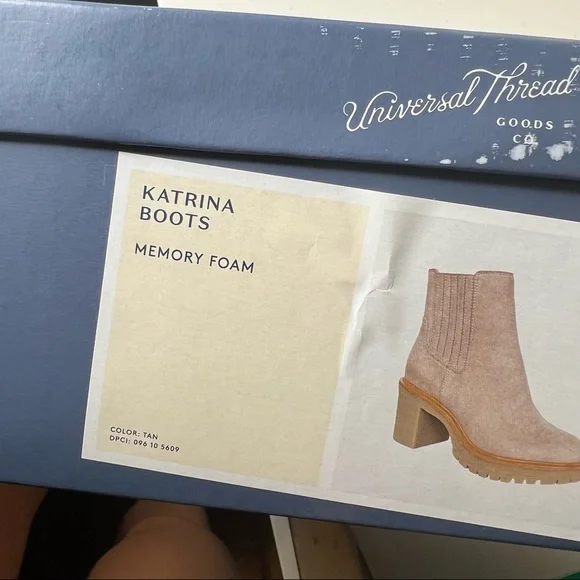 Universal Thread
GOODS
CO.
KATRINA
BOOTS
MEMORY FOAM
COLOR: TAN
DPCI: 096 10 5609